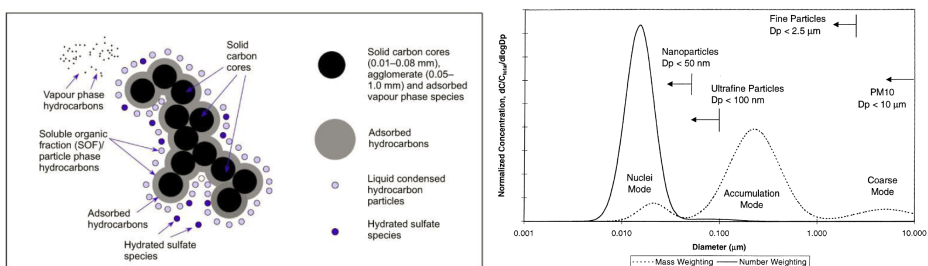 Vapour phase
hydrocarbons
Solid
carbon
cores
Soluble organic
fraction (SOF)/
particle phase
hydrocarbons
Adsorbed
hydrocarbons
Hydrated sulfate
species
Solid carbon cores
(0.01–0.08 mm),
agglomerate (0.05–
1.0 mm) and adsorbed
vapour phase species
Adsorbed
hydrocarbons
Liquid condensed
hydrocarbon
particles
Hydrated sulfate
species
Normalized Concentration, dC/Ctotal/dlogDp
Fine Particles
Dp < 2.5 μm
Nanoparticles
Dp < 50 nm
Ultrafine Particles
Dp < 100 nm
PM10
Dp < 10 μm
Nuclei
Mode
Accumulation
Mode
Coarse
Mode
0.001 0.010 0.100 1.000 10.000
Diameter (μm)
Mass Weighting Number Weighting